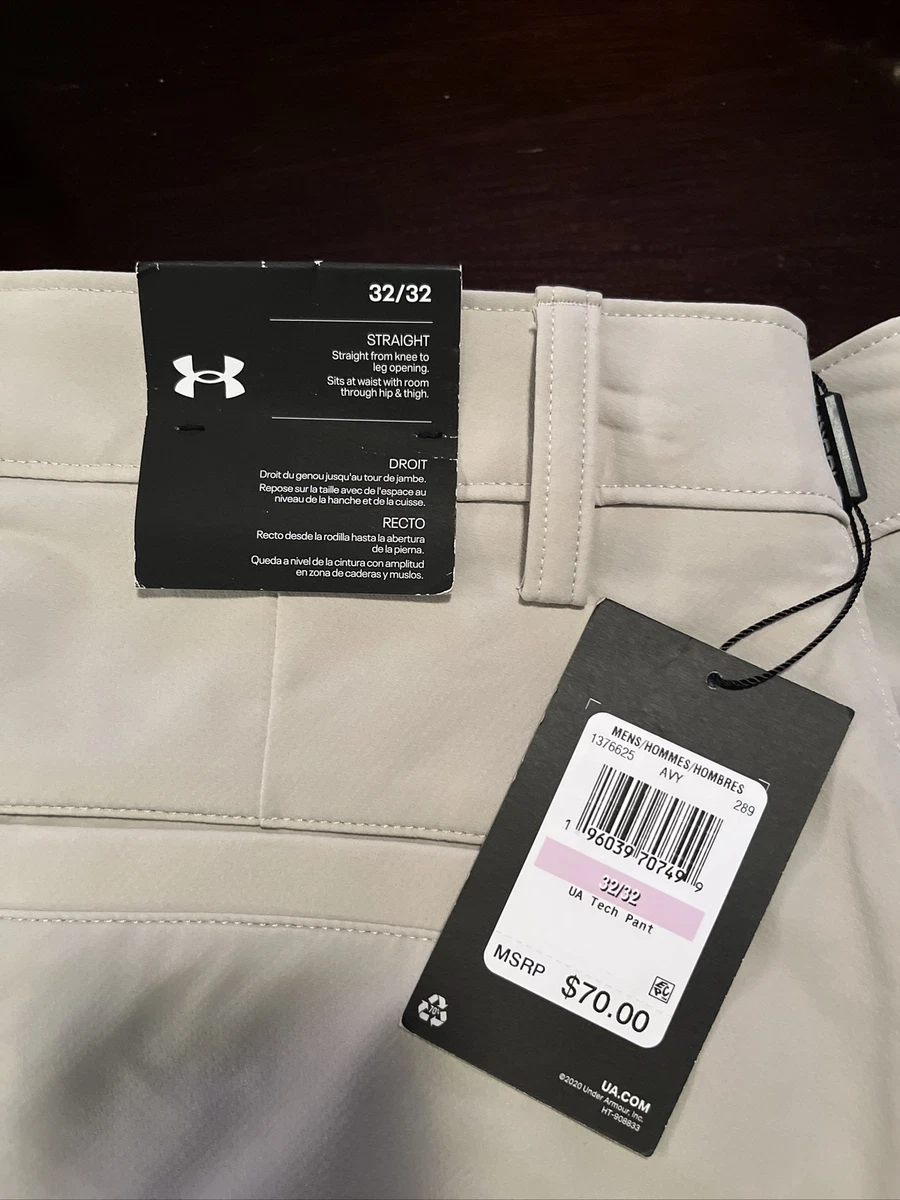 32/32
STRAIGHT
Straight from knee to
leg opening.
Sits at waist with room
through hip & thigh.
DROIT
Droit du genou jusqu'au tour de jambe.
Repose sur la taille avec de l'espace au
niveau de la hanche et de la cuisse.
RECTO
Recto desde la rodilla hasta la abertura
de la pierna.
Queda a nivel de la cintura con amplitud
en zona de caderas y muslos.
MENS/HOMMES/HOMBRES
1376625 AVY 289
1 96039 70749 9
32/32
UA Tech Pant
MSRP $70.00
UA.COM
©2020 Under Armour, Inc.
HT-908833